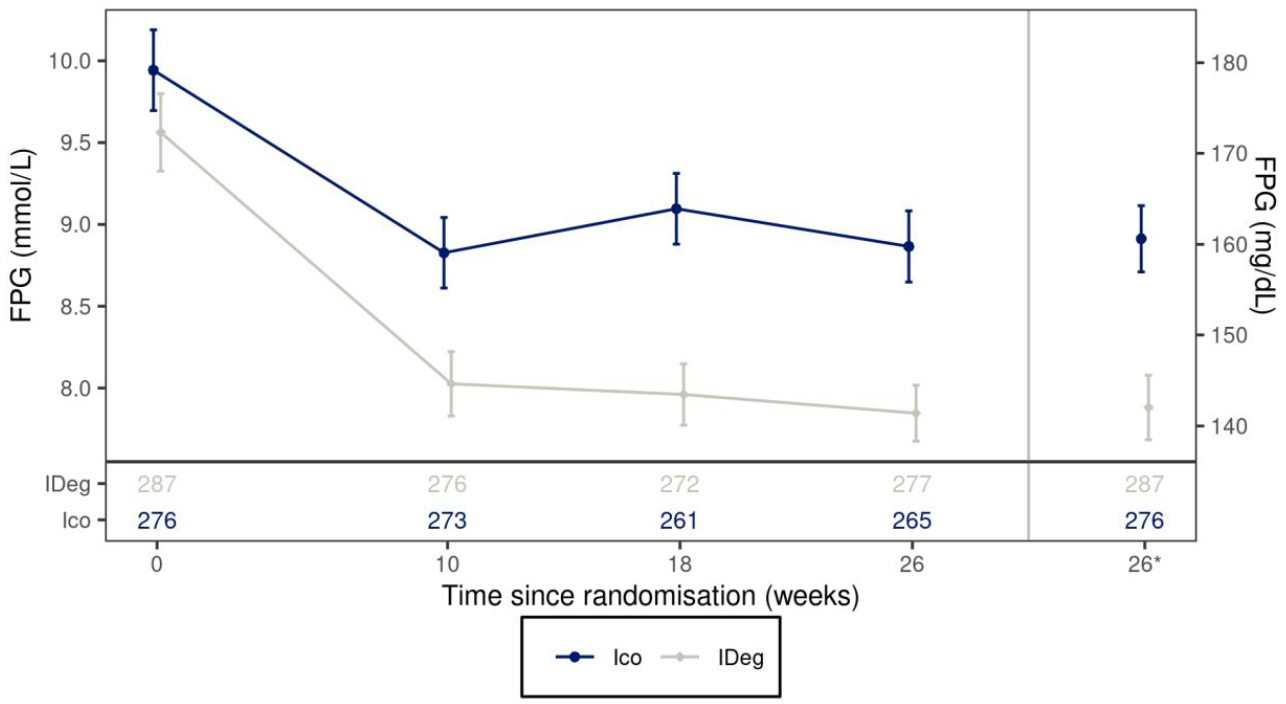 FPG (mmol/L)
10.0
9.5
9.0
8.5
8.0
180
170
160
150
140
FPG (mg/dL)
IDeg 287 276 272 277 287
Ico 276 273 261 265 276
0 10 18 26 26*
Time since randomisation (weeks)
Ico IDeg